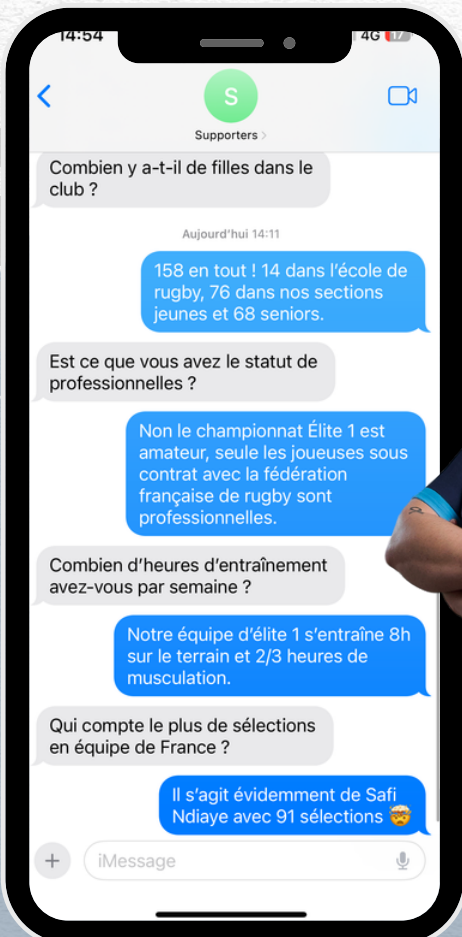 14:54
4G 17
S
Supporters
Combien y a-t-il de filles dans le
club ?
Aujourd'hui 14:11
158 en tout ! 14 dans l'école de
rugby, 76 dans nos sections
jeunes et 68 seniors.
Est ce que vous avez le statut de
professionnelles ?
Non le championnat Élite 1 est
amateur, seule les joueuses sous
contrat avec la fédération
française de rugby sont
professionnelles.
Combien d'heures d'entraînement
avez-vous par semaine ?
Notre équipe d'élite 1 s'entraîne 8h
sur le terrain et 2/3 heures de
musculation.
Qui compte le plus de sélections
en équipe de France ?
Il s'agit évidemment de Safi
Ndiaye avec 91 sélections 🤯
iMessage